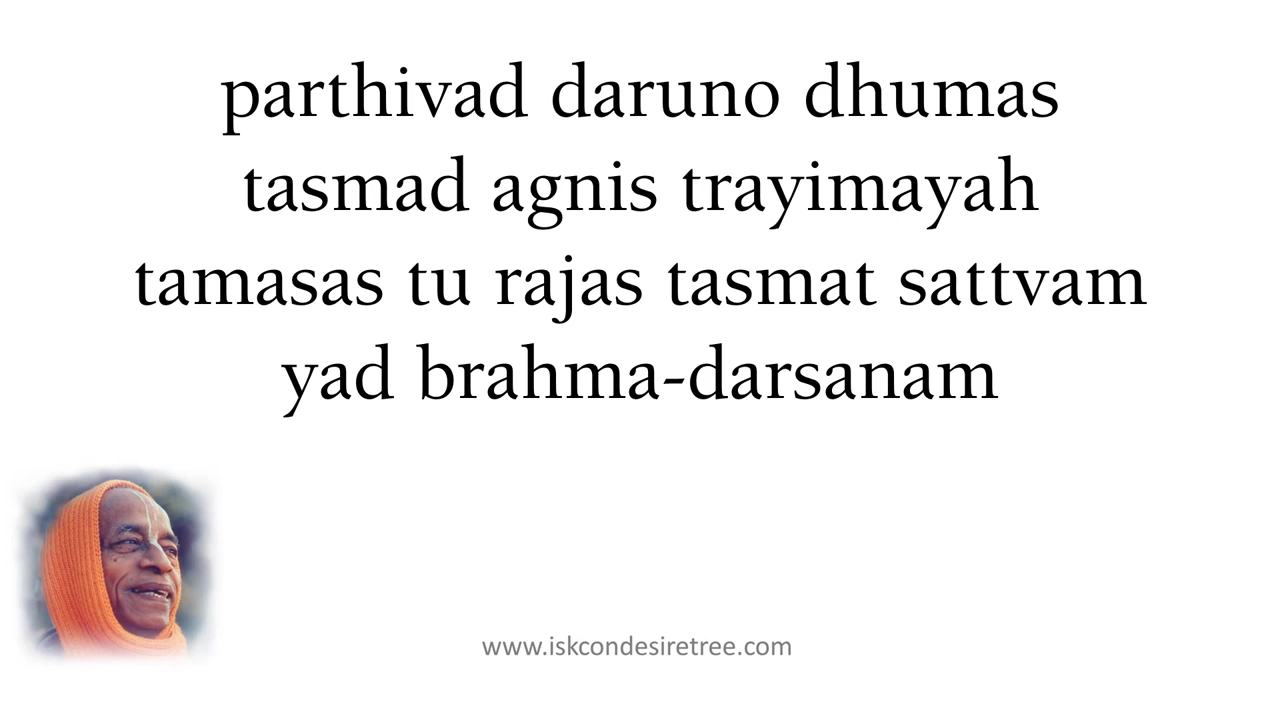 parthivad daruno dhumas
tasmad agnis trayimayah
tamasas tu rajas tasmat sattvam
yad brahma-darsanam
www.iskcondesiretree.com